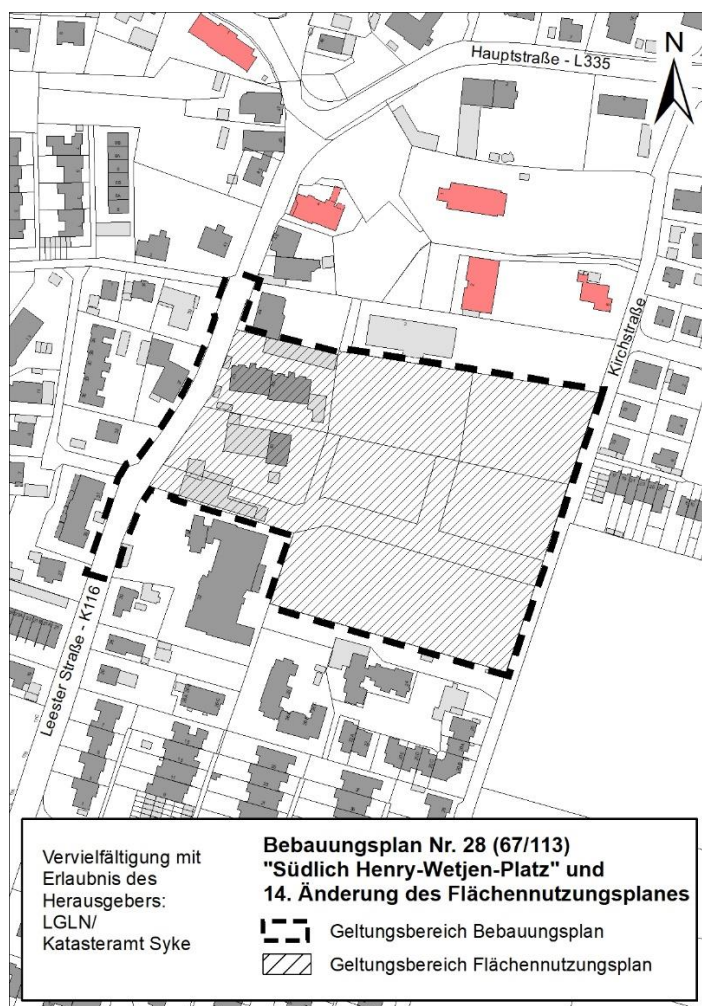 Hauptstraße - L335
N
Kirchstraße
Leester Straße - K116
Vervielfältigung mit
Erlaubnis des
Herausgebers:
LGLN/
Katasteramt Syke
Bebauungsplan Nr. 28 (67/113)
"Südlich Henry-Wetjen-Platz" und
14. Änderung des Flächennutzungsplanes
Geltungsbereich Bebauungsplan
Geltungsbereich Flächennutzungsplan